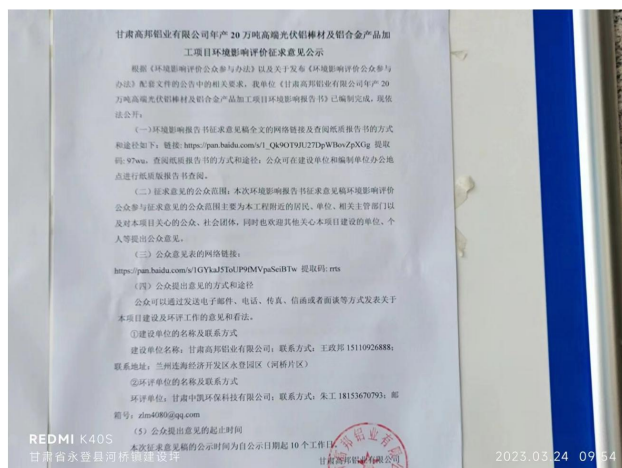 甘肃高邦铝业有限公司年产 20 万吨高端光伏铝棒材及铝合金产品加
工项目环境影响评价征求意见公示
根据《环境影响评价公众参与办法》以及关于发布《环境影响评价公众参与
办法》配套文件的公告中的相关要求，我单位《甘肃高邦铝业有限公司年产 20
万吨高端光伏铝棒材及铝合金产品加工项目环境影响报告书》已编制完成，现依
法公开：
（一）环境影响报告书征求意见稿全文的网络链接及查阅纸质报告书的方式
和途径如下：链接: https://pan.baidu.com/s/1_Qk9OT9JU27DpWBovZpXGg 提取
码: 97wu。查阅纸质报告书的方式和途径：公众可在建设单位和编制单位办公地
点进行纸质版报告书查阅。
（二）征求意见的公众范围：本次环境影响报告书征求意见稿环境影响评价
公众参与征求意见的公众范围主要为本工程附近的居民、单位、相关主管部门以
及对本项目关心的公众、社会团体，同时也欢迎其他关心本项目建设的单位、个
人等提出公众意见。
（三）公众意见表的网络链接：
https://pan.baidu.com/s/1GYkaJ5ToUP9fMVpaSeiBTw 提取码: rrts
（四）公众提出意见的方式和途径
公众可以通过发送电子邮件、电话、传真、信函或者面谈等方式发表关于
本项目建设及环评工作的意见和看法。
①建设单位的名称及联系方式
建设单位名称：甘肃高邦铝业有限公司；联系方式：王政邦 15110926888；
联系地址：兰州连海经济开发区永登园区（河桥片区）
②环评单位的名称及联系方式
环评单位：甘肃中凯环保科技有限公司；联系方式：朱工 18153670793；邮
箱号：zlm4080@qq.com
（5）公众提出意见的起止时间
本次征求意见稿的公示时间为自公示日期起 10 个工作日。
甘肃高邦铝业有限公司
REDMI K40S
甘肃省永登县河桥镇建设坪
2023.03.24 09:54